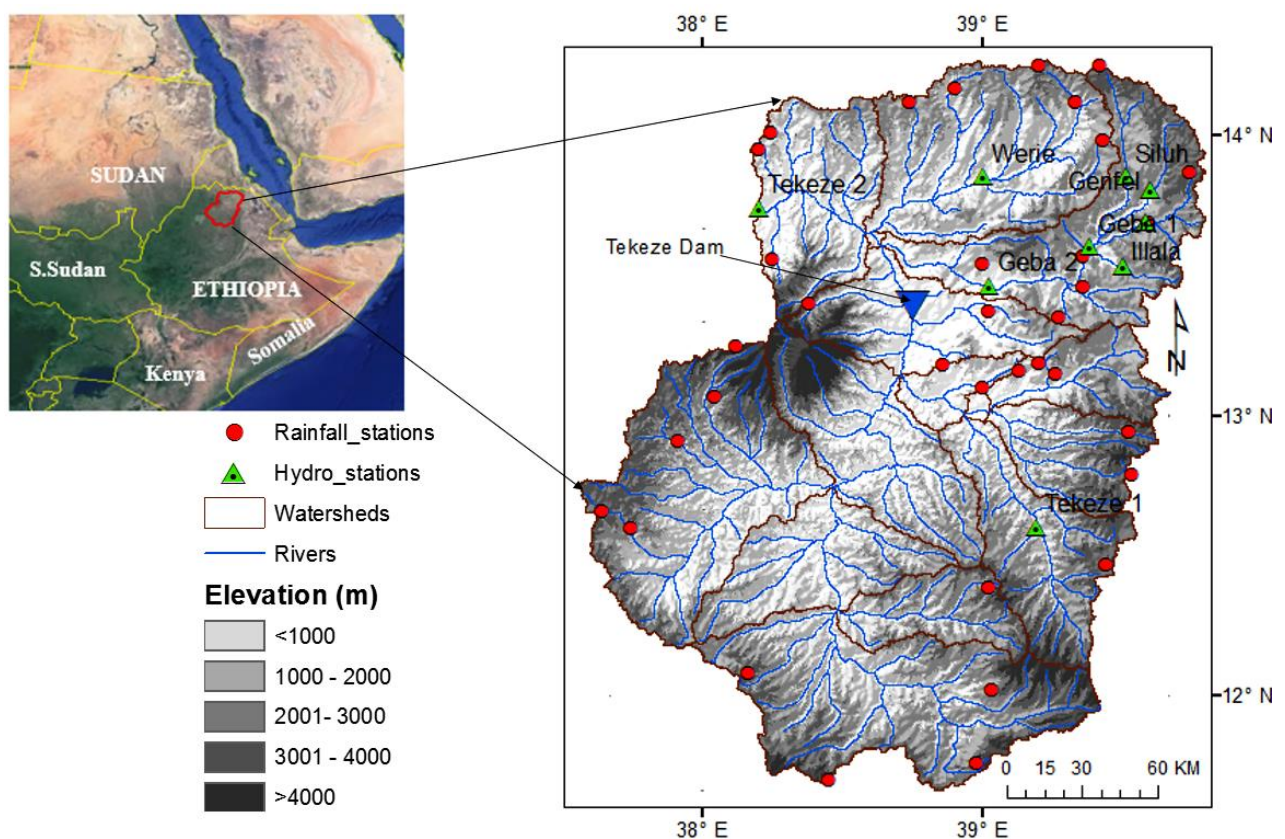 SUDAN
S.Sudan
ETHIOPIA
Somalia
Kenya
Rainfall_stations
Hydro_stations
Watersheds
Rivers
Elevation (m)
<1000
1000 - 2000
2001- 3000
3001 - 4000
>4000
38° E
39° E
14° N
Werie
Siluh
Genfel
Tekeze 2
Geba 1
Tekeze Dam
Geba 2
Illala
N
13° N
Tekeze 1
12° N
0 15 30 60 KM
38° E
39° E